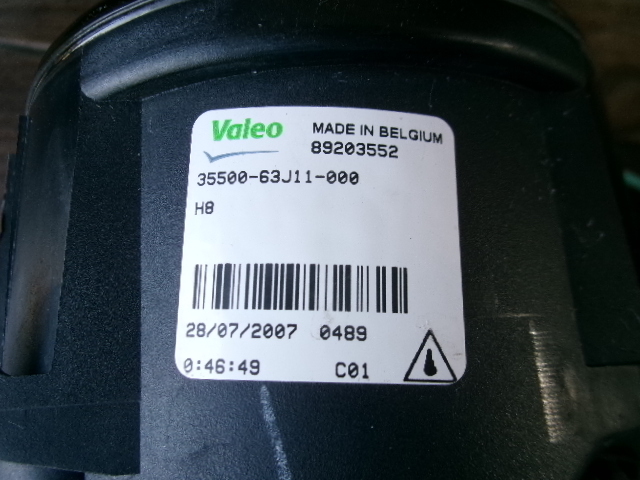 Valeo MADE IN BELGIUM
89203552
35500-63J11-000
H8
28/07/2007 0489
0:46:49 C01